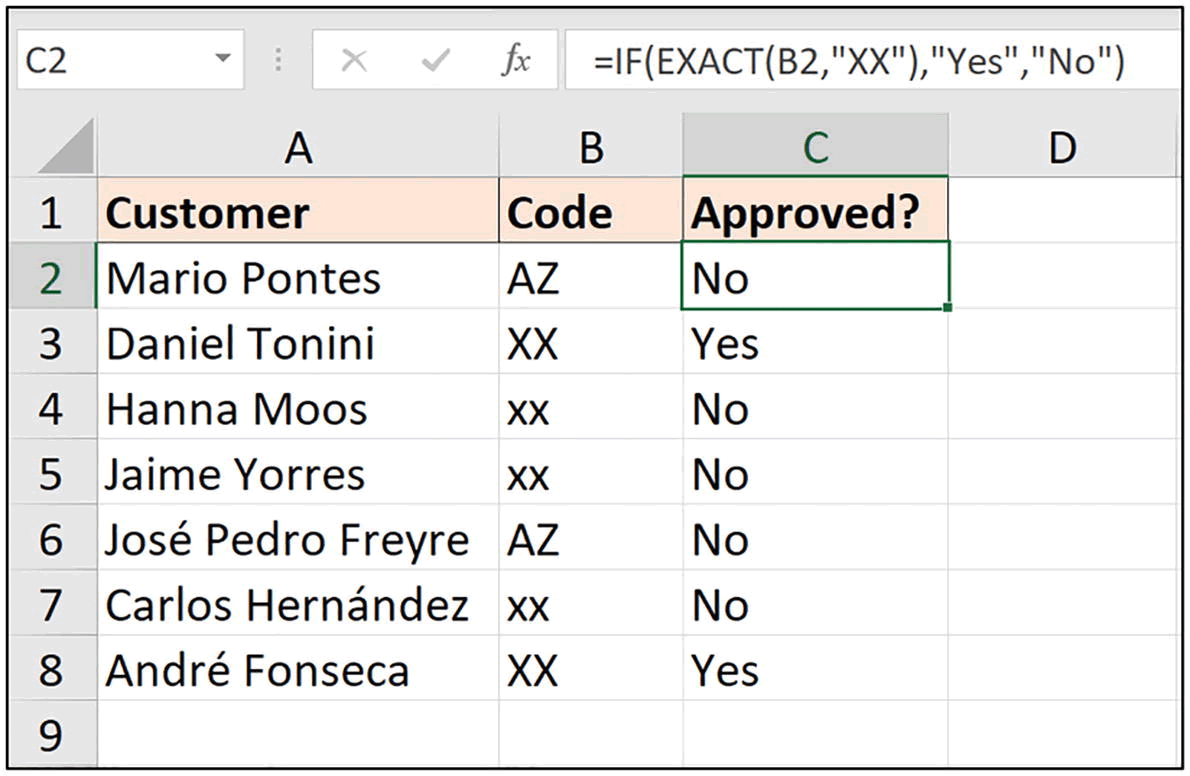 C2 fx =IF(EXACT(B2,"XX"),"Yes","No")
A B C D
1 Customer Code Approved?
2 Mario Pontes AZ No
3 Daniel Tonini XX Yes
4 Hanna Moos xx No
5 Jaime Yorres xx No
6 José Pedro Freyre AZ No
7 Carlos Hernández xx No
8 André Fonseca XX Yes
9